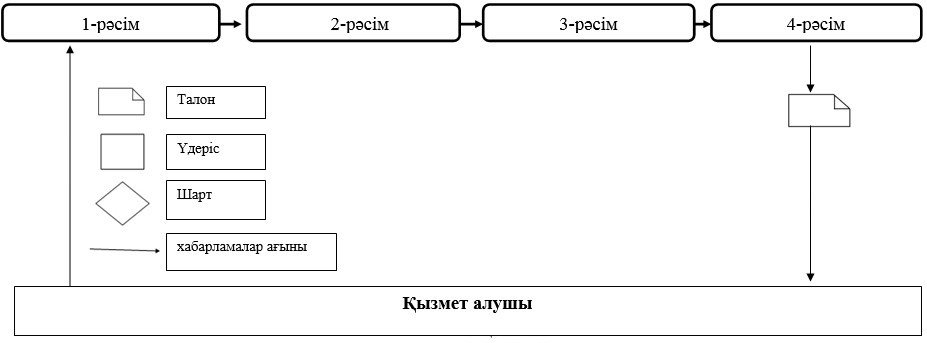 1-рәсім
2-рәсім
3-рәсім
4-рәсім
Талон
Үдеріс
Шарт
хабарламалар ағыны
Қызмет алушы